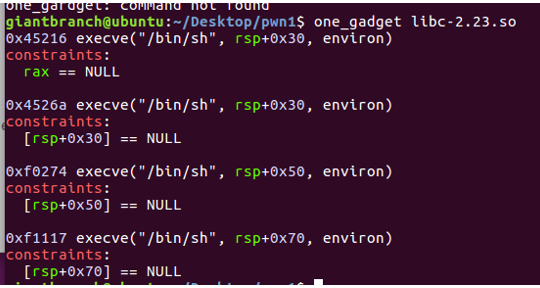 one_gardget: command not found
giantbranch@ubuntu:~/Desktop/pwn1$ one_gadget libc-2.23.so
0x45216 execve("/bin/sh", rsp+0x30, environ)
constraints:
  rax == NULL

0x4526a execve("/bin/sh", rsp+0x30, environ)
constraints:
  [rsp+0x30] == NULL

0xf0274 execve("/bin/sh", rsp+0x50, environ)
constraints:
  [rsp+0x50] == NULL

0xf1117 execve("/bin/sh", rsp+0x70, environ)
constraints:
  [rsp+0x70] == NULL